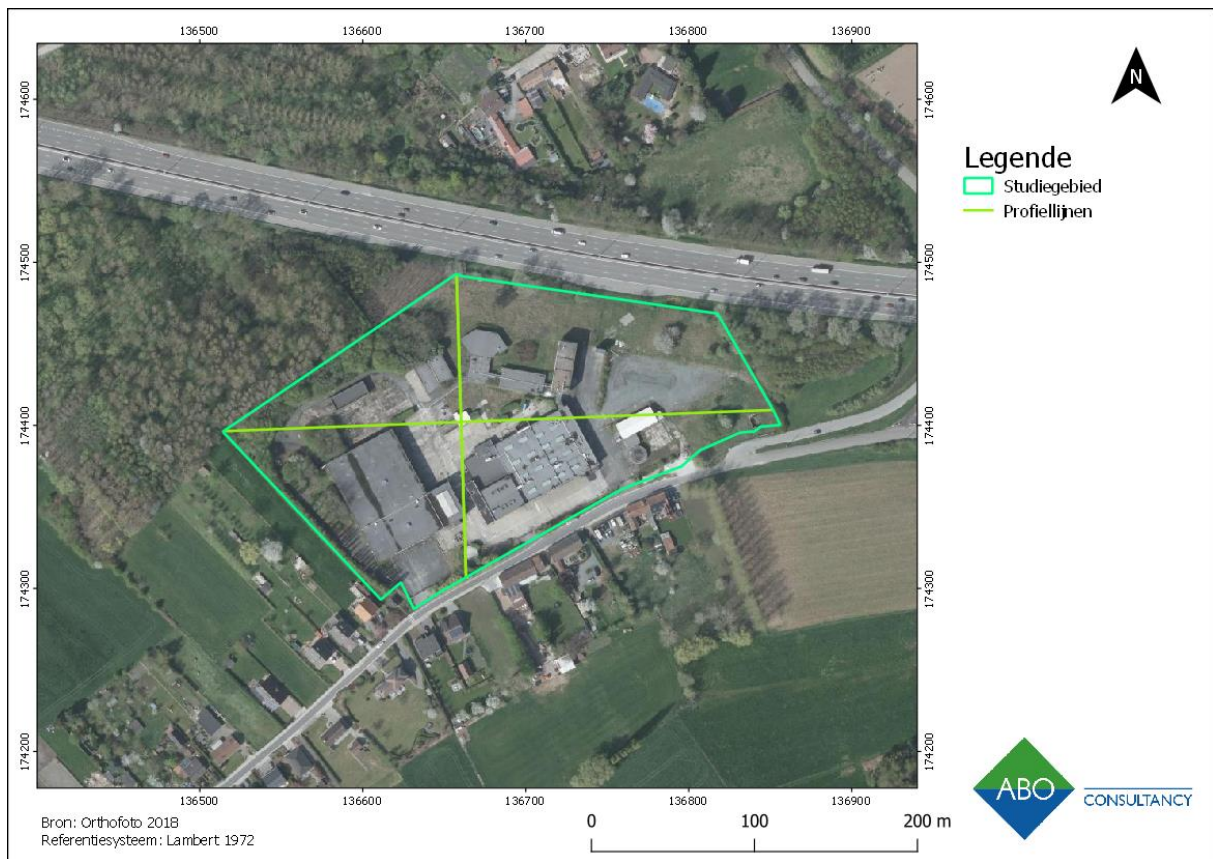 136500 136600 136700 136800 136900
174600 174600
N
Legende
Studiegebied
Profiellijnen
174500 174500
174400 174400
174300 174300
174200 174200
136500 136600 136700 136800 136900
Bron: Orthofoto 2018
Referentiesysteem: Lambert 1972
0 100 200 m
ABO CONSULTANCY